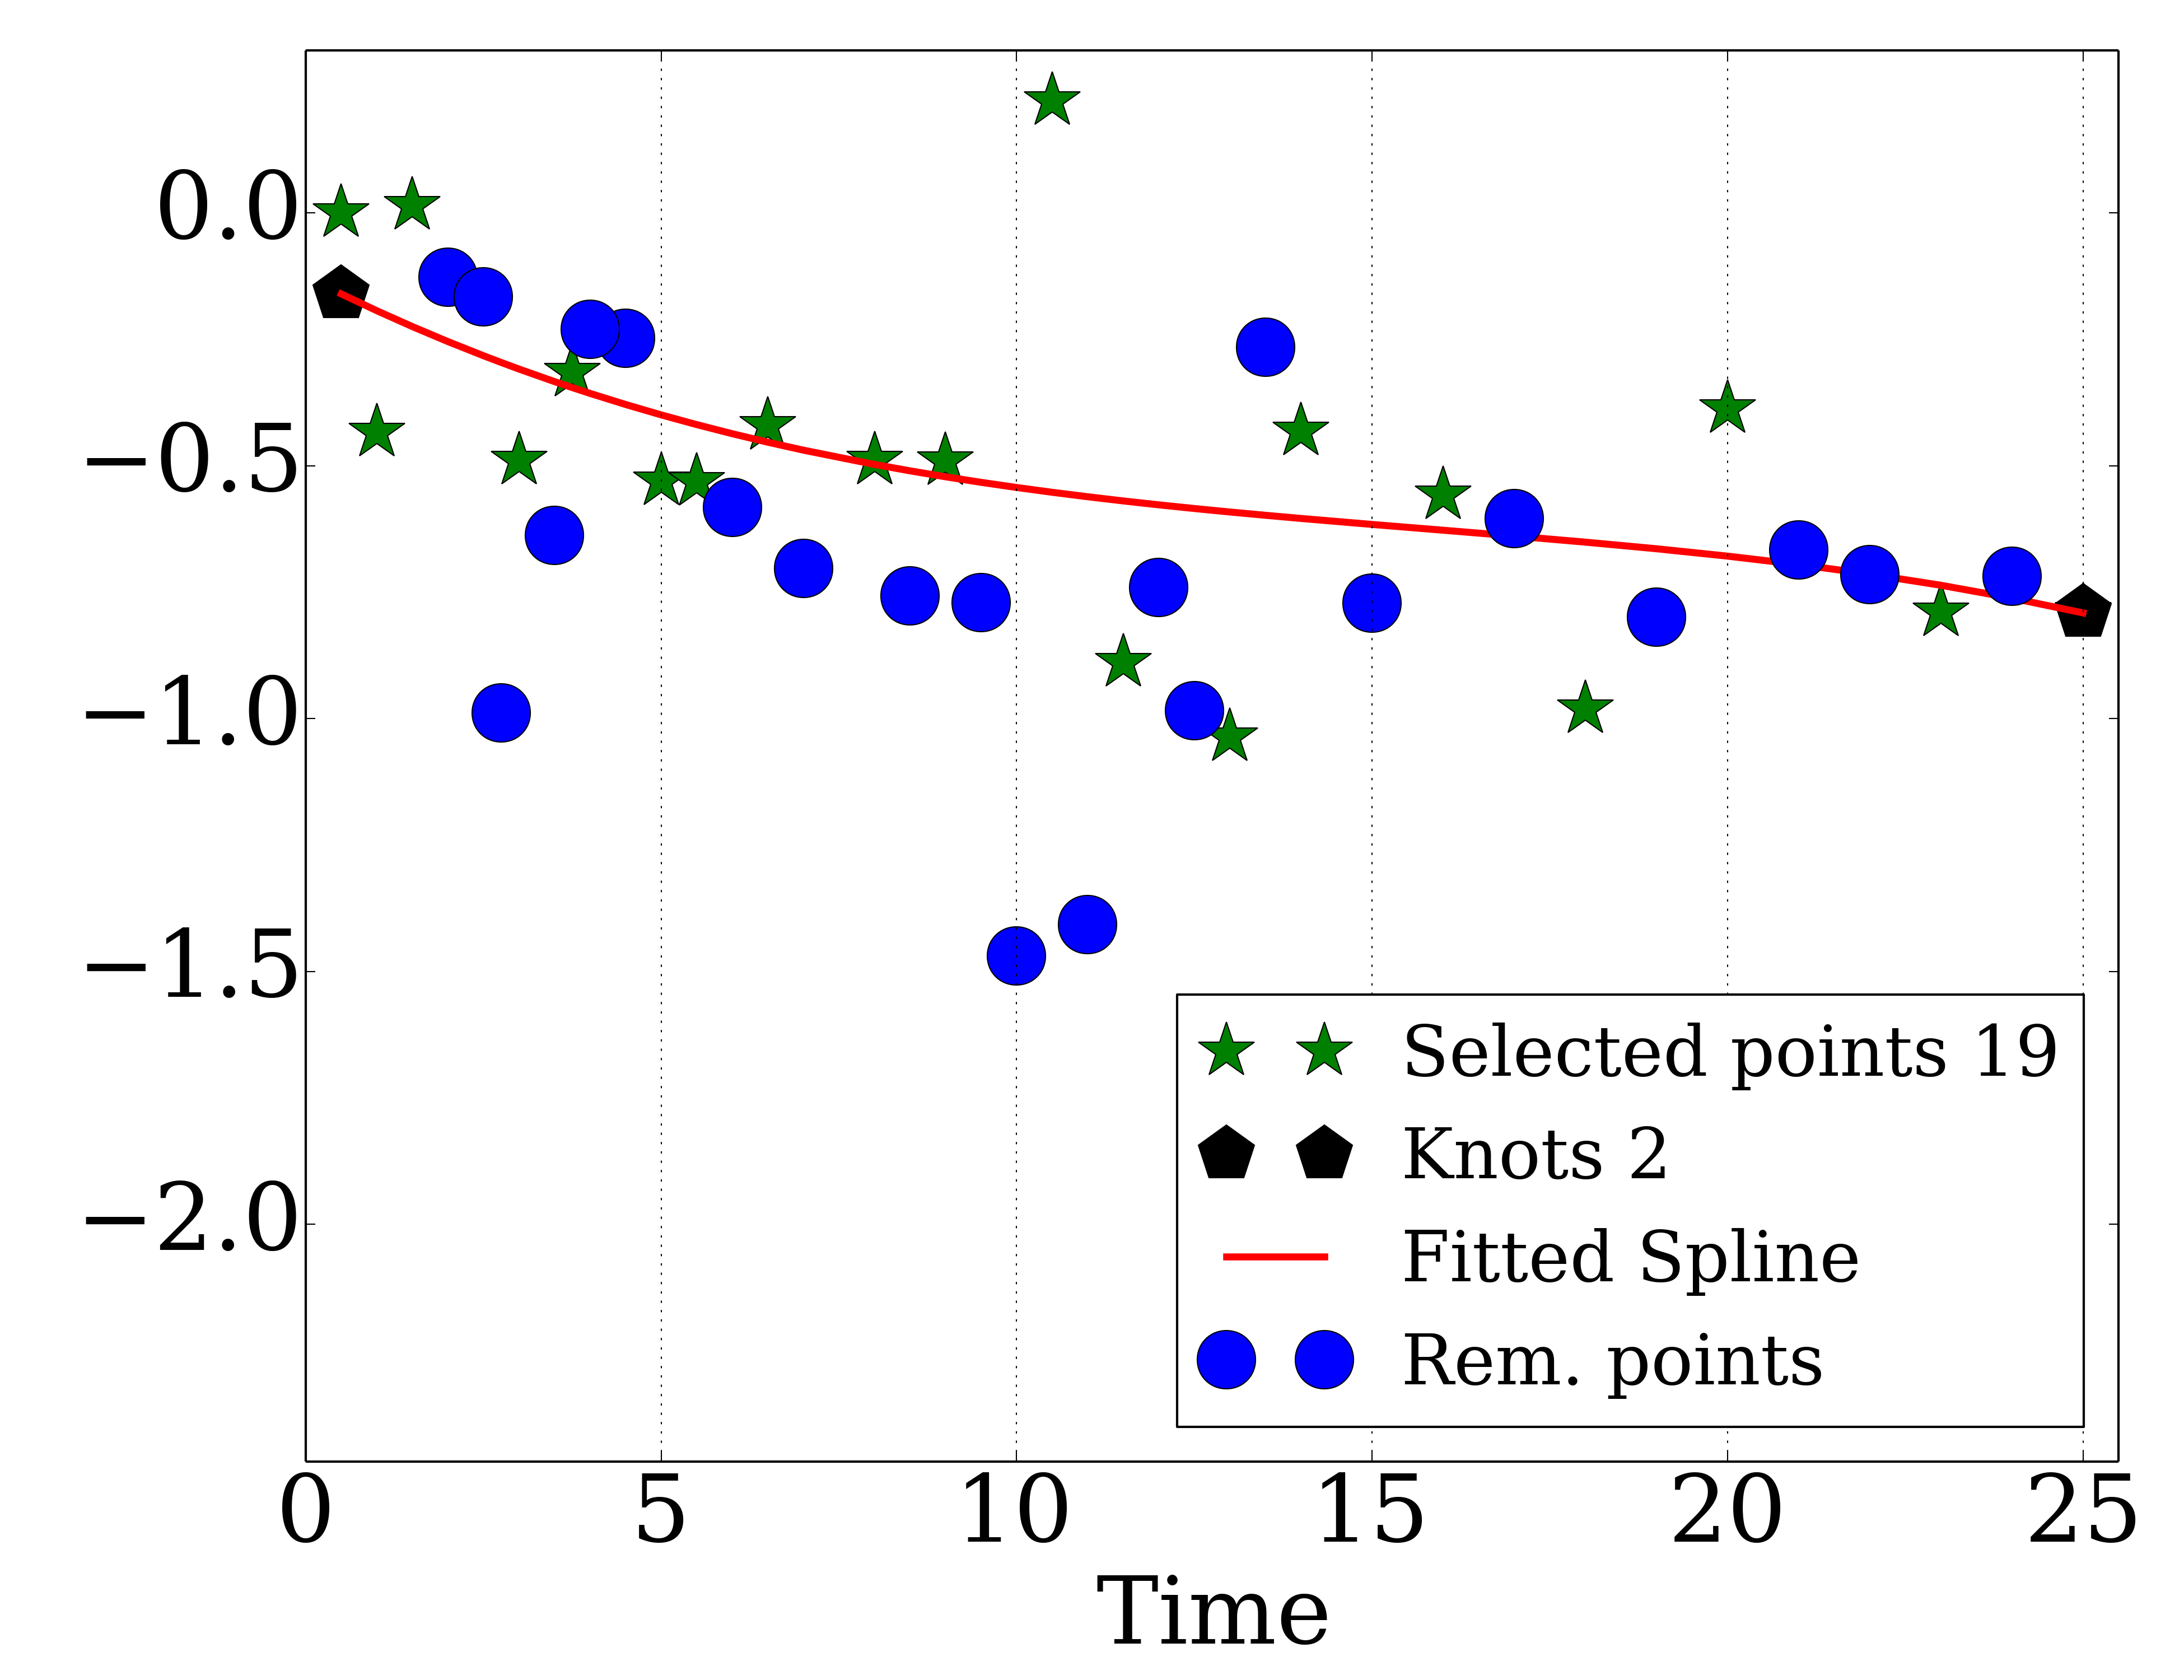 0.0
−0.5
−1.0
−1.5
−2.0
Selected points 19
Knots 2
Fitted Spline
Rem. points
0 5 10 15 20 25
Time